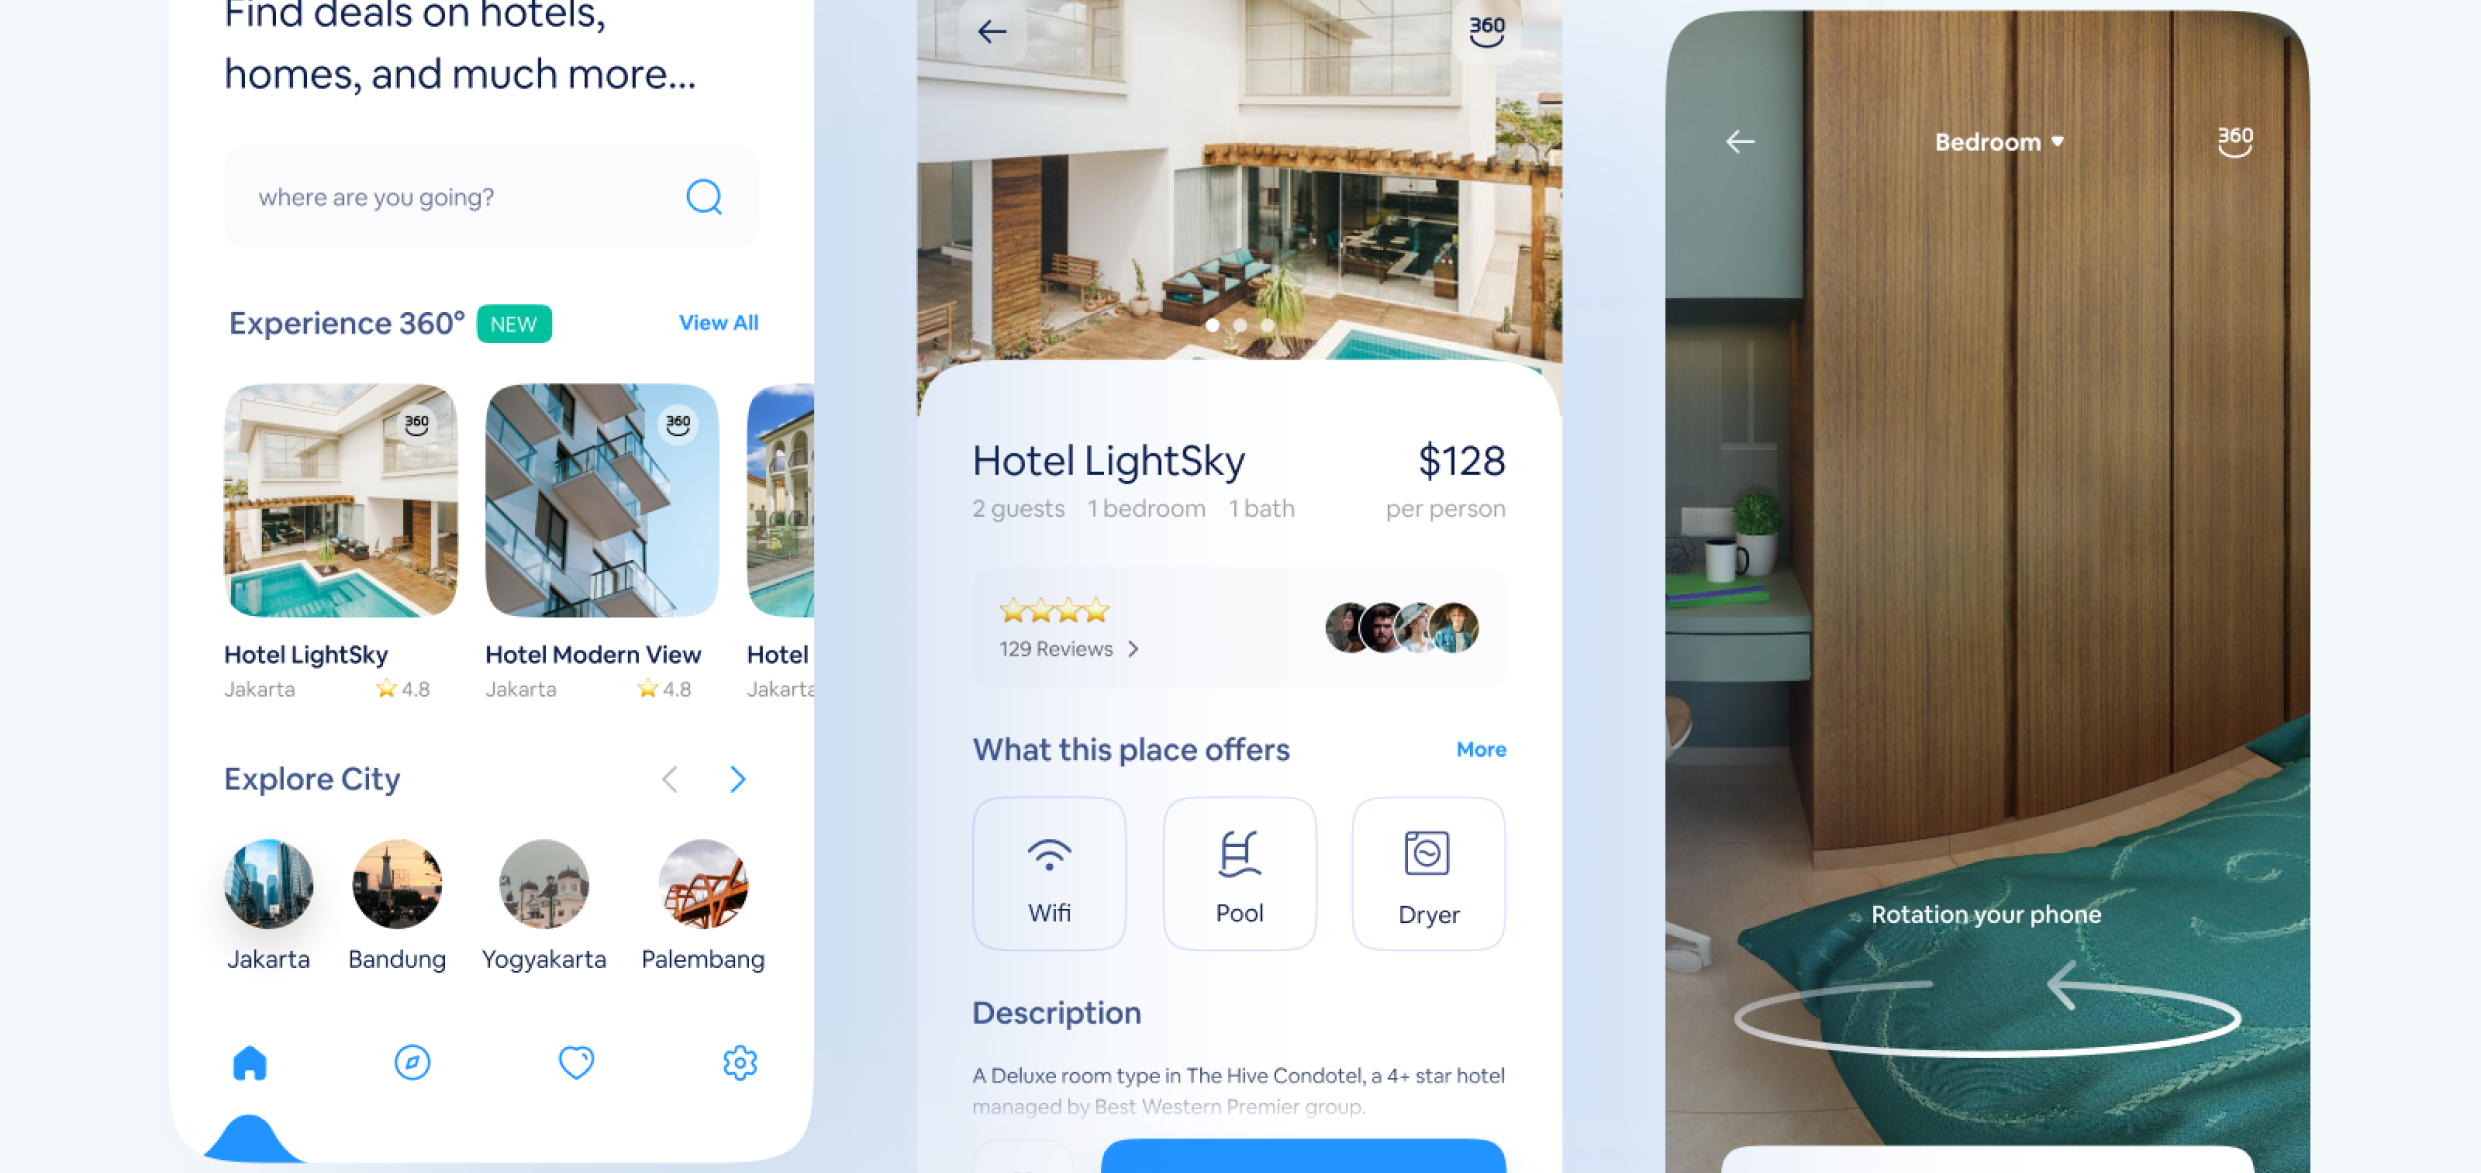 Find deals on hotels,
homes, and much more...
where are you going?
Experience 360° NEW View All
360
360
Hotel LightSky
Jakarta 4.8
Hotel Modern View
Jakarta 4.8
Hotel
Jakarta
Explore City
Jakarta
Bandung
Yogyakarta
Palembang
360
Hotel LightSky $128
2 guests 1 bedroom 1 bath per person
129 Reviews
What this place offers More
Wifi
Pool
Dryer
Description
A Deluxe room type in The Hive Condotel, a 4+ star hotel
managed by Best Western Premier group.
Bedroom
360
Rotation your phone